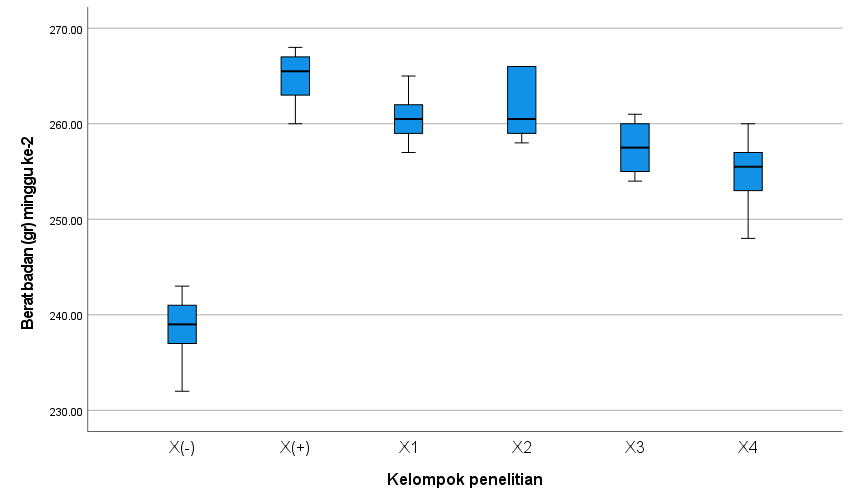 Berat badan (gr) minggu ke-2
270.00
260.00
250.00
240.00
230.00
X(-) X(+) X1 X2 X3 X4
Kelompok penelitian